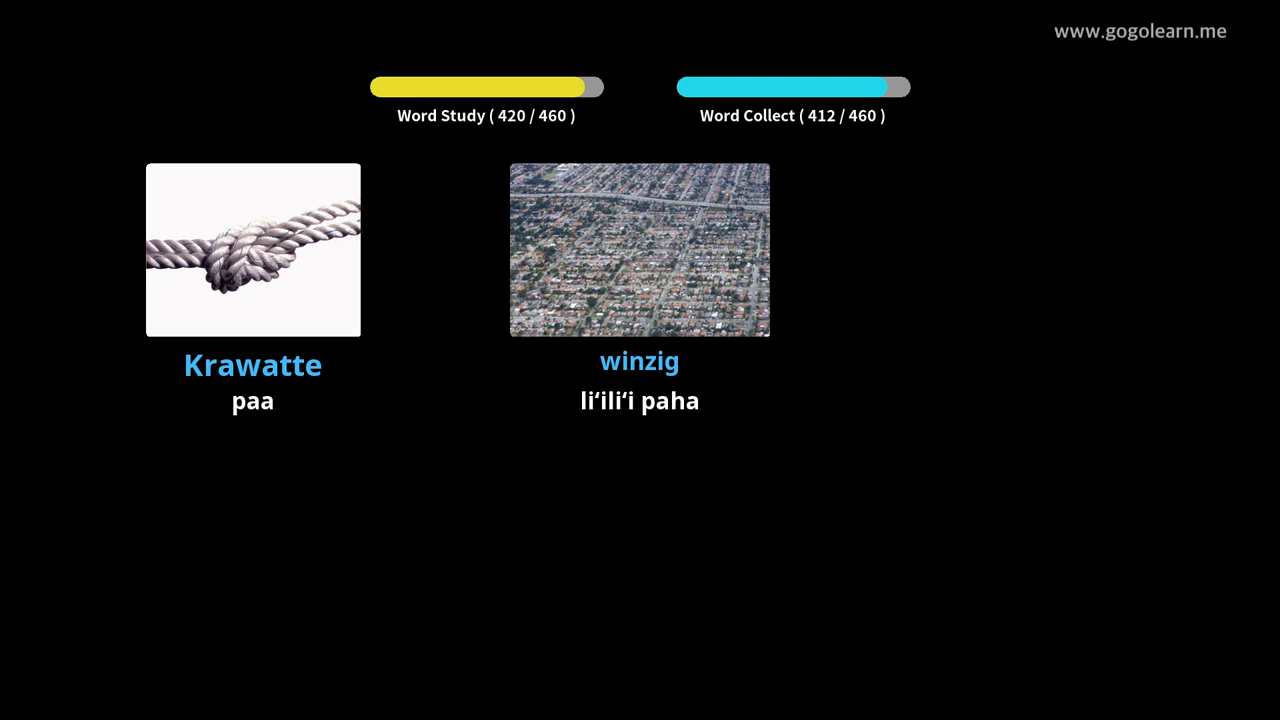 www.gogolearn.me
Word Study ( 420 / 460 )
Word Collect ( 412 / 460 )
Krawatte
paa
winzig
liʻiliʻi paha